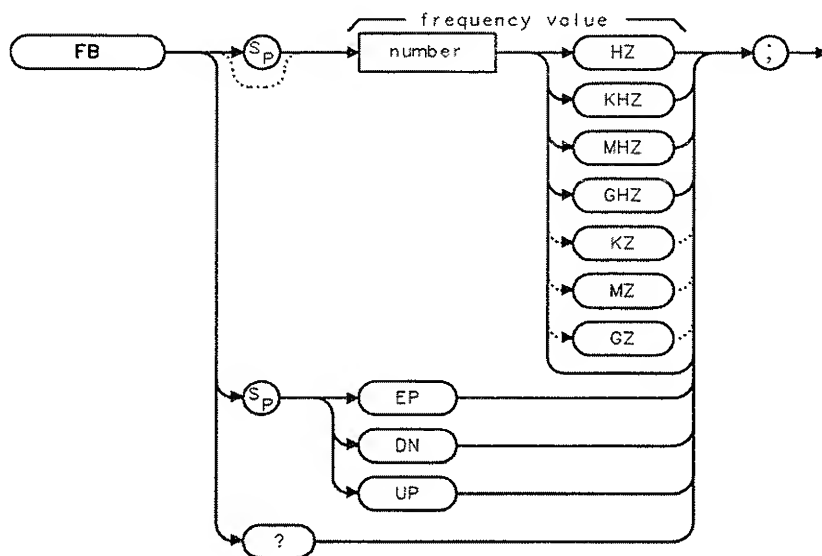 frequency value
FB
SP
number
HZ
;
KHZ
MHZ
GHZ
KZ
MZ
GZ
SP
EP
DN
UP
?